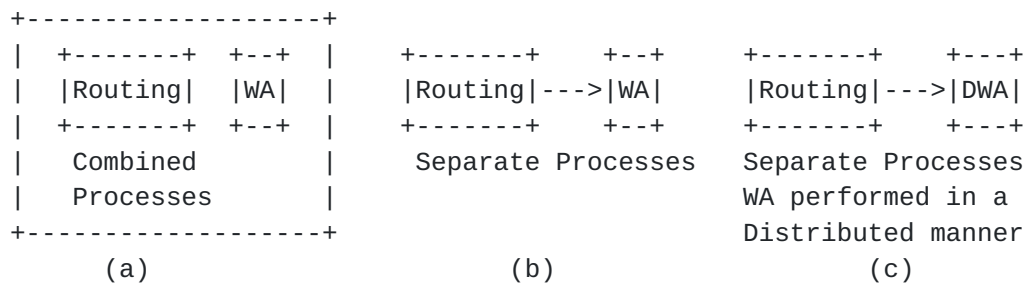 +-------------------+
|  +-------+  +--+  |    +-------+    +--+     +-------+    +---+
|  |Routing|  |WA|  |    |Routing|--->|WA|     |Routing|--->|DWA|
|  +-------+  +--+  |    +-------+    +--+     +-------+    +---+
|   Combined        |     Separate Processes   Separate Processes
|   Processes       |                          WA performed in a
+-------------------+                          Distributed manner
      (a)                       (b)                    (c)